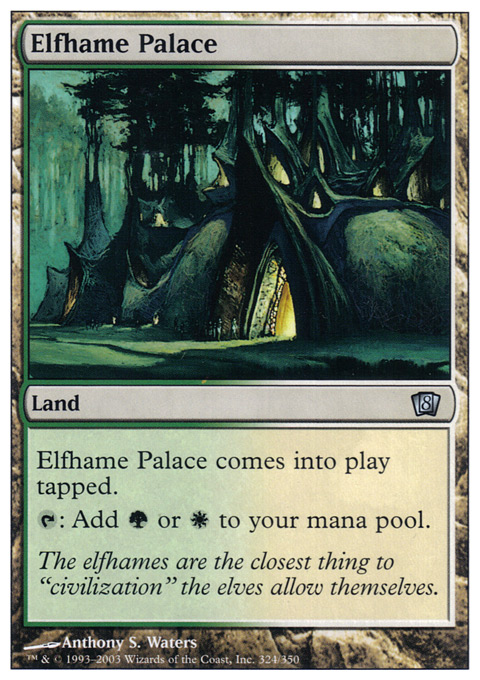 Elfhame Palace
Land
8
Elfhame Palace comes into play
tapped.
: Add or to your mana pool.
The elfhames are the closest thing to
“civilization” the elves allow themselves.
Anthony S. Waters
™ & © 1993–2003 Wizards of the Coast, Inc. 324/350